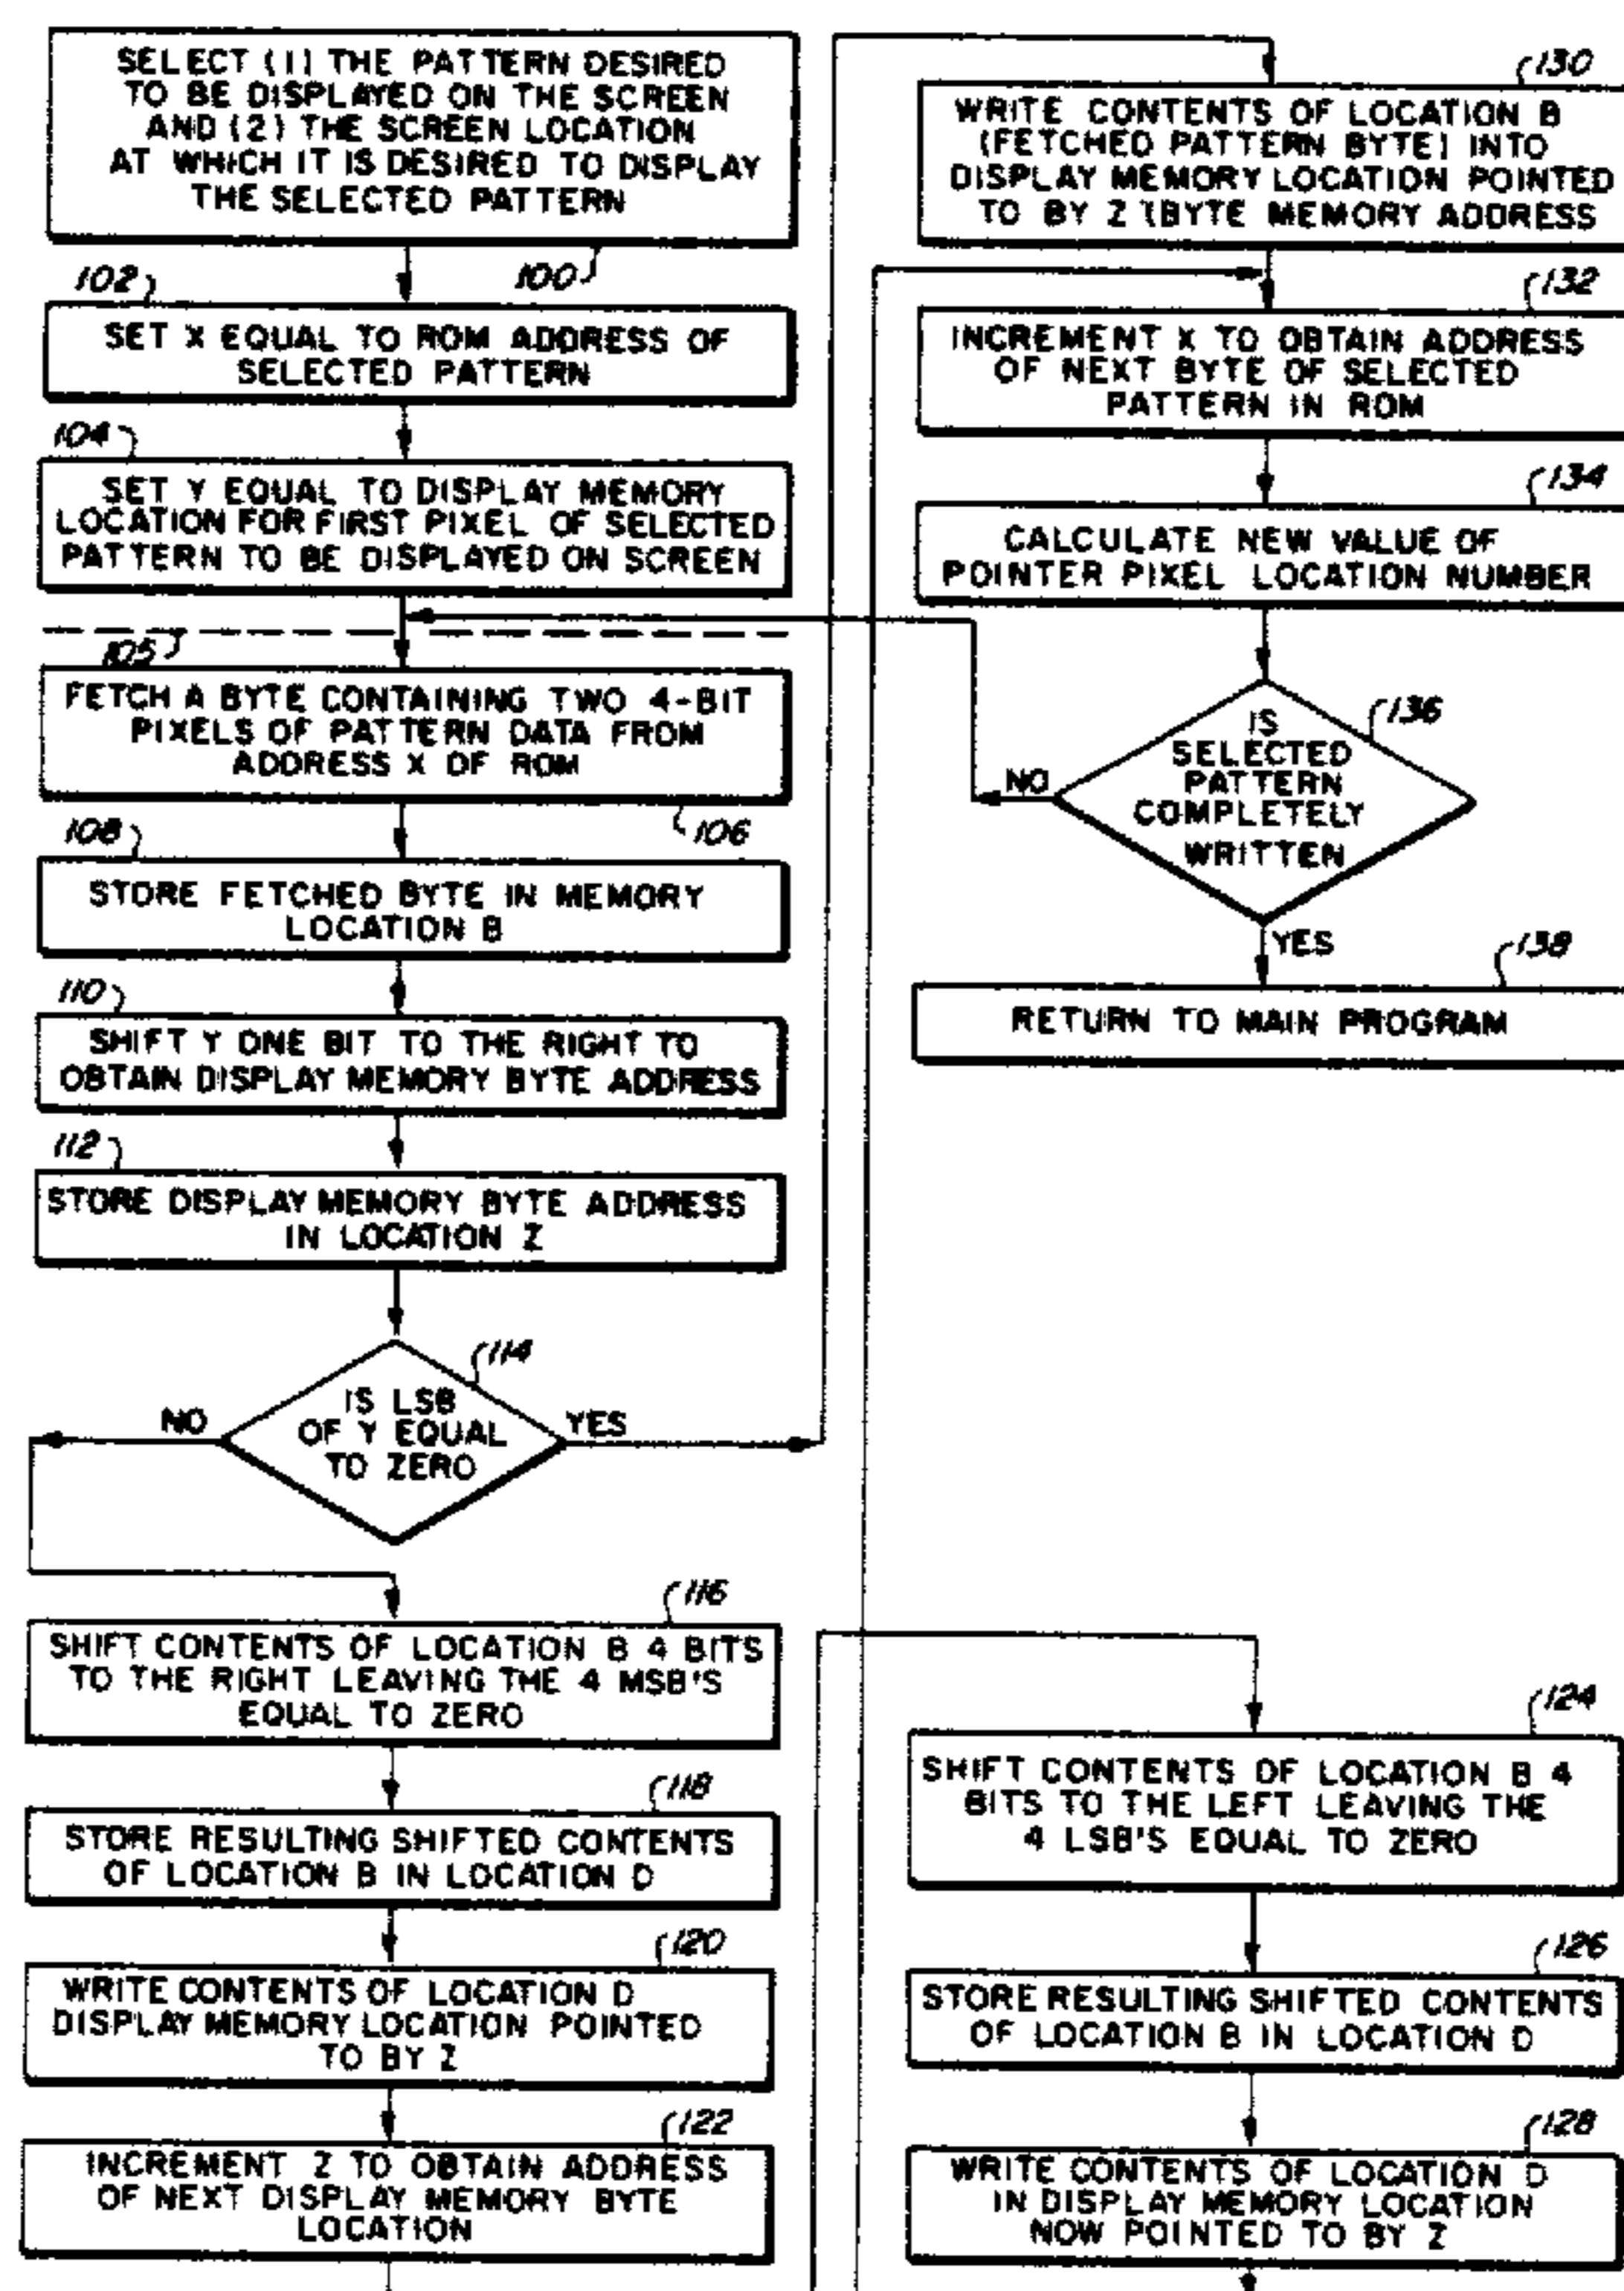 SELECT (1) THE PATTERN DESIRED
TO BE DISPLAYED ON THE SCREEN
AND (2) THE SCREEN LOCATION
AT WHICH IT IS DESIRED TO DISPLAY
THE SELECTED PATTERN
100
102
SET X EQUAL TO ROM ADDRESS OF
SELECTED PATTERN
104
SET Y EQUAL TO DISPLAY MEMORY
LOCATION FOR FIRST PIXEL OF SELECTED
PATTERN TO BE DISPLAYED ON SCREEN
105
FETCH A BYTE CONTAINING TWO 4-BIT
PIXELS OF PATTERN DATA FROM
ADDRESS X OF ROM
106
108
STORE FETCHED BYTE IN MEMORY
LOCATION B
110
SHIFT Y ONE BIT TO THE RIGHT TO
OBTAIN DISPLAY MEMORY BYTE ADDRESS
112
STORE DISPLAY MEMORY BYTE ADDRESS
IN LOCATION Z
114
IS LSB
OF Y EQUAL
TO ZERO
NO
YES
116
SHIFT CONTENTS OF LOCATION B 4 BITS
TO THE RIGHT LEAVING THE 4 MSB'S
EQUAL TO ZERO
118
STORE RESULTING SHIFTED CONTENTS
OF LOCATION B IN LOCATION D
120
WRITE CONTENTS OF LOCATION D
DISPLAY MEMORY LOCATION POINTED
TO BY Z
122
INCREMENT Z TO OBTAIN ADDRESS
OF NEXT DISPLAY MEMORY BYTE
LOCATION
130
WRITE CONTENTS OF LOCATION B
(FETCHED PATTERN BYTE) INTO
DISPLAY MEMORY LOCATION POINTED
TO BY Z (BYTE MEMORY ADDRESS
132
INCREMENT X TO OBTAIN ADDRESS
OF NEXT BYTE OF SELECTED
PATTERN IN ROM
134
CALCULATE NEW VALUE OF
POINTER PIXEL LOCATION NUMBER
136
IS
SELECTED
PATTERN
COMPLETELY
WRITTEN
NO
YES
138
RETURN TO MAIN PROGRAM
124
SHIFT CONTENTS OF LOCATION B 4
BITS TO THE LEFT LEAVING THE
4 LSB'S EQUAL TO ZERO
126
STORE RESULTING SHIFTED CONTENTS
OF LOCATION B IN LOCATION D
128
WRITE CONTENTS OF LOCATION D
IN DISPLAY MEMORY LOCATION
NOW POINTED TO BY Z